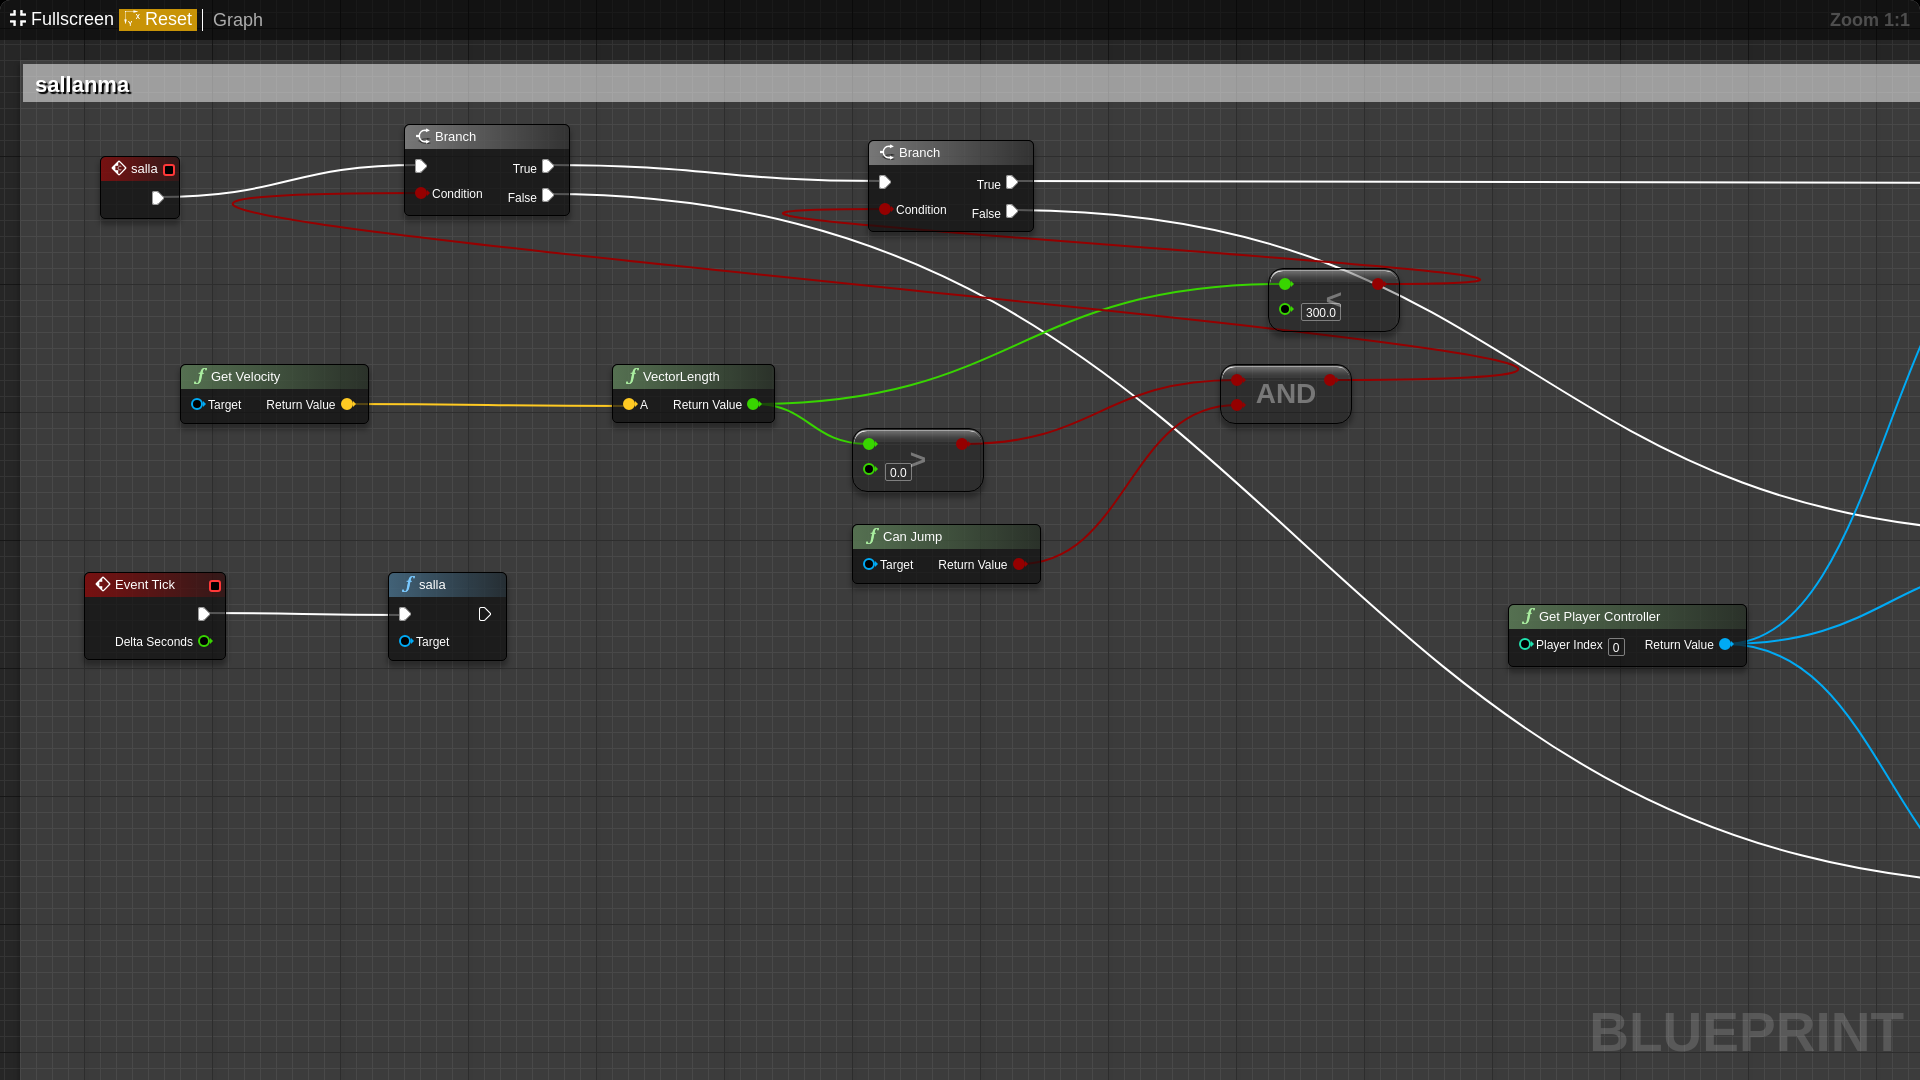 Fullscreen Reset Graph Zoom 1:1
sallanma
Branch
True
Condition False
salla
Branch
True
Condition False
<
300.0
Get Velocity
Target Return Value
VectorLength
A Return Value
AND
>
0.0
Can Jump
Target Return Value
Event Tick
Delta Seconds
salla
Target
Get Player Controller
Player Index 0 Return Value
BLUEPRINT